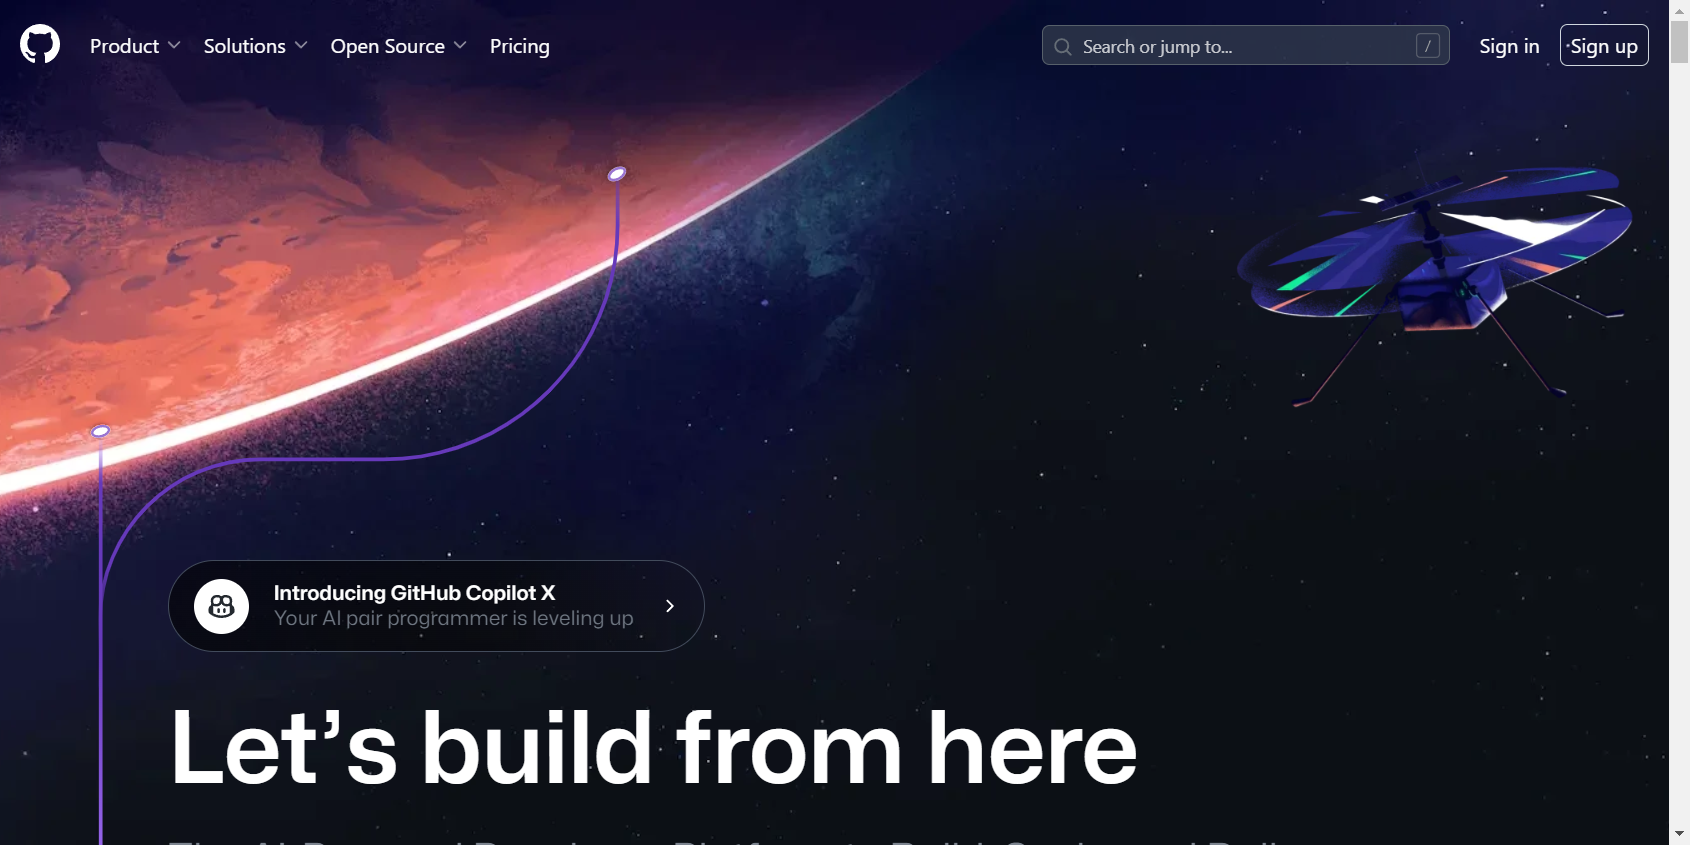 Product Solutions Open Source Pricing Search or jump to... / Sign in Sign up
Introducing GitHub Copilot X
Your AI pair programmer is leveling up
Let’s build from here